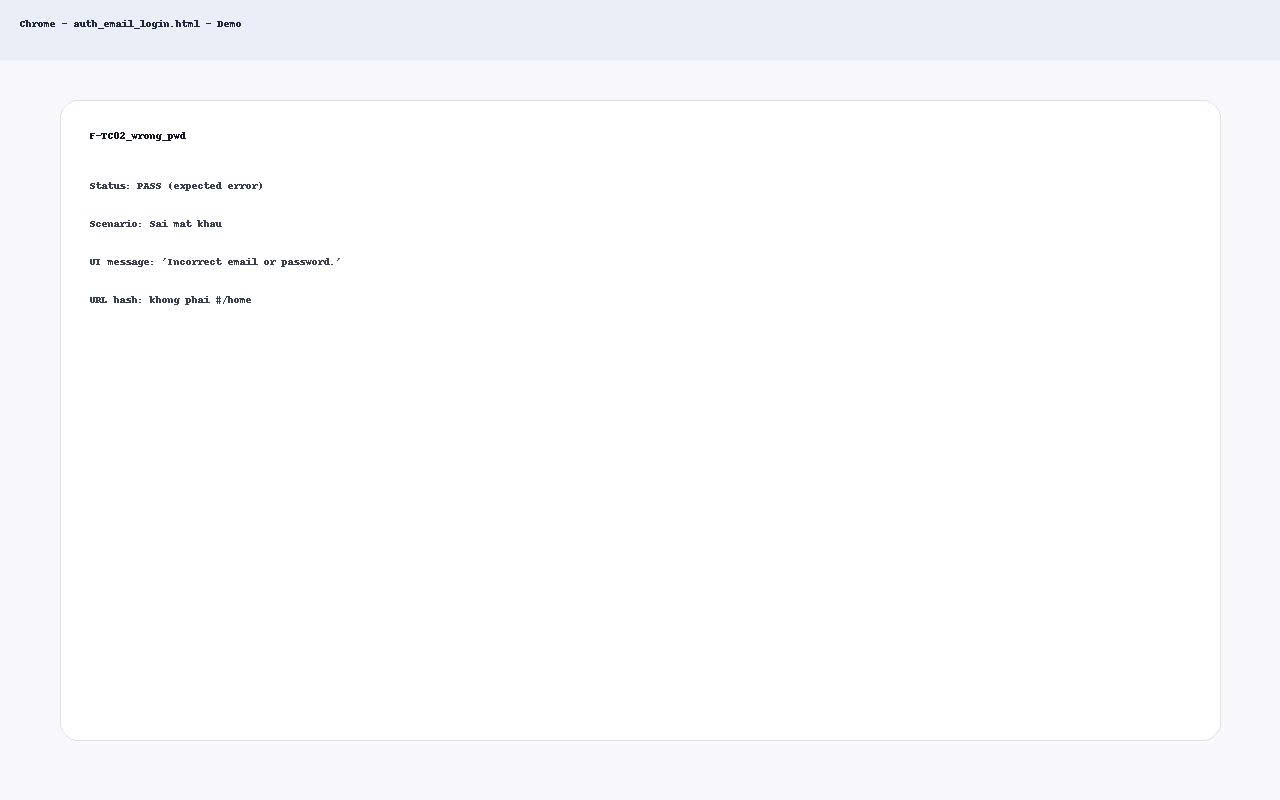 Chrome - auth_email_login.html - Demo
F-TC02_wrong_pwd
Status: PASS (expected error)
Scenario: Sai mat khau
UI message: 'Incorrect email or password.'
URL hash: khong phai #/home